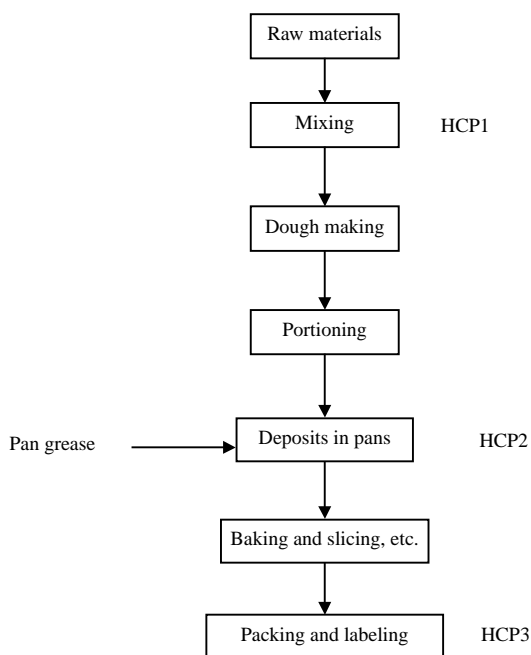 Raw materials
Mixing
HCP1
Dough making
Portioning
Pan grease
Deposits in pans
HCP2
Baking and slicing, etc.
Packing and labeling
HCP3